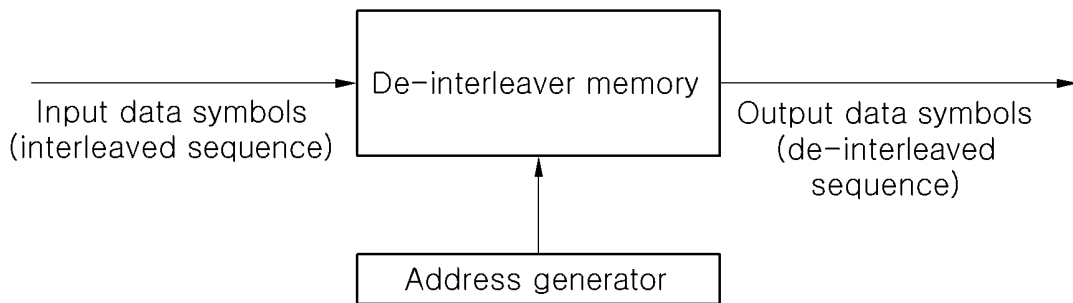 De-interleaver memory
Input data symbols
(interleaved sequence)
Output data symbols
(de-interleaved
sequence)
Address generator